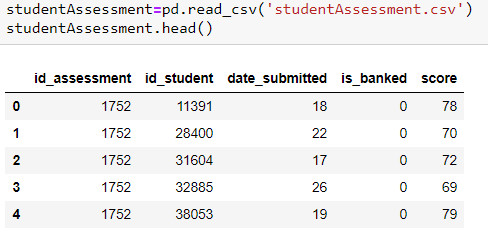 studentAssessment=pd.read_csv('studentAssessment.csv')
studentAssessment.head()
id_assessment id_student date_submitted is_banked score
0 1752 11391 18 0 78
1 1752 28400 22 0 70
2 1752 31604 17 0 72
3 1752 32885 26 0 69
4 1752 38053 19 0 79